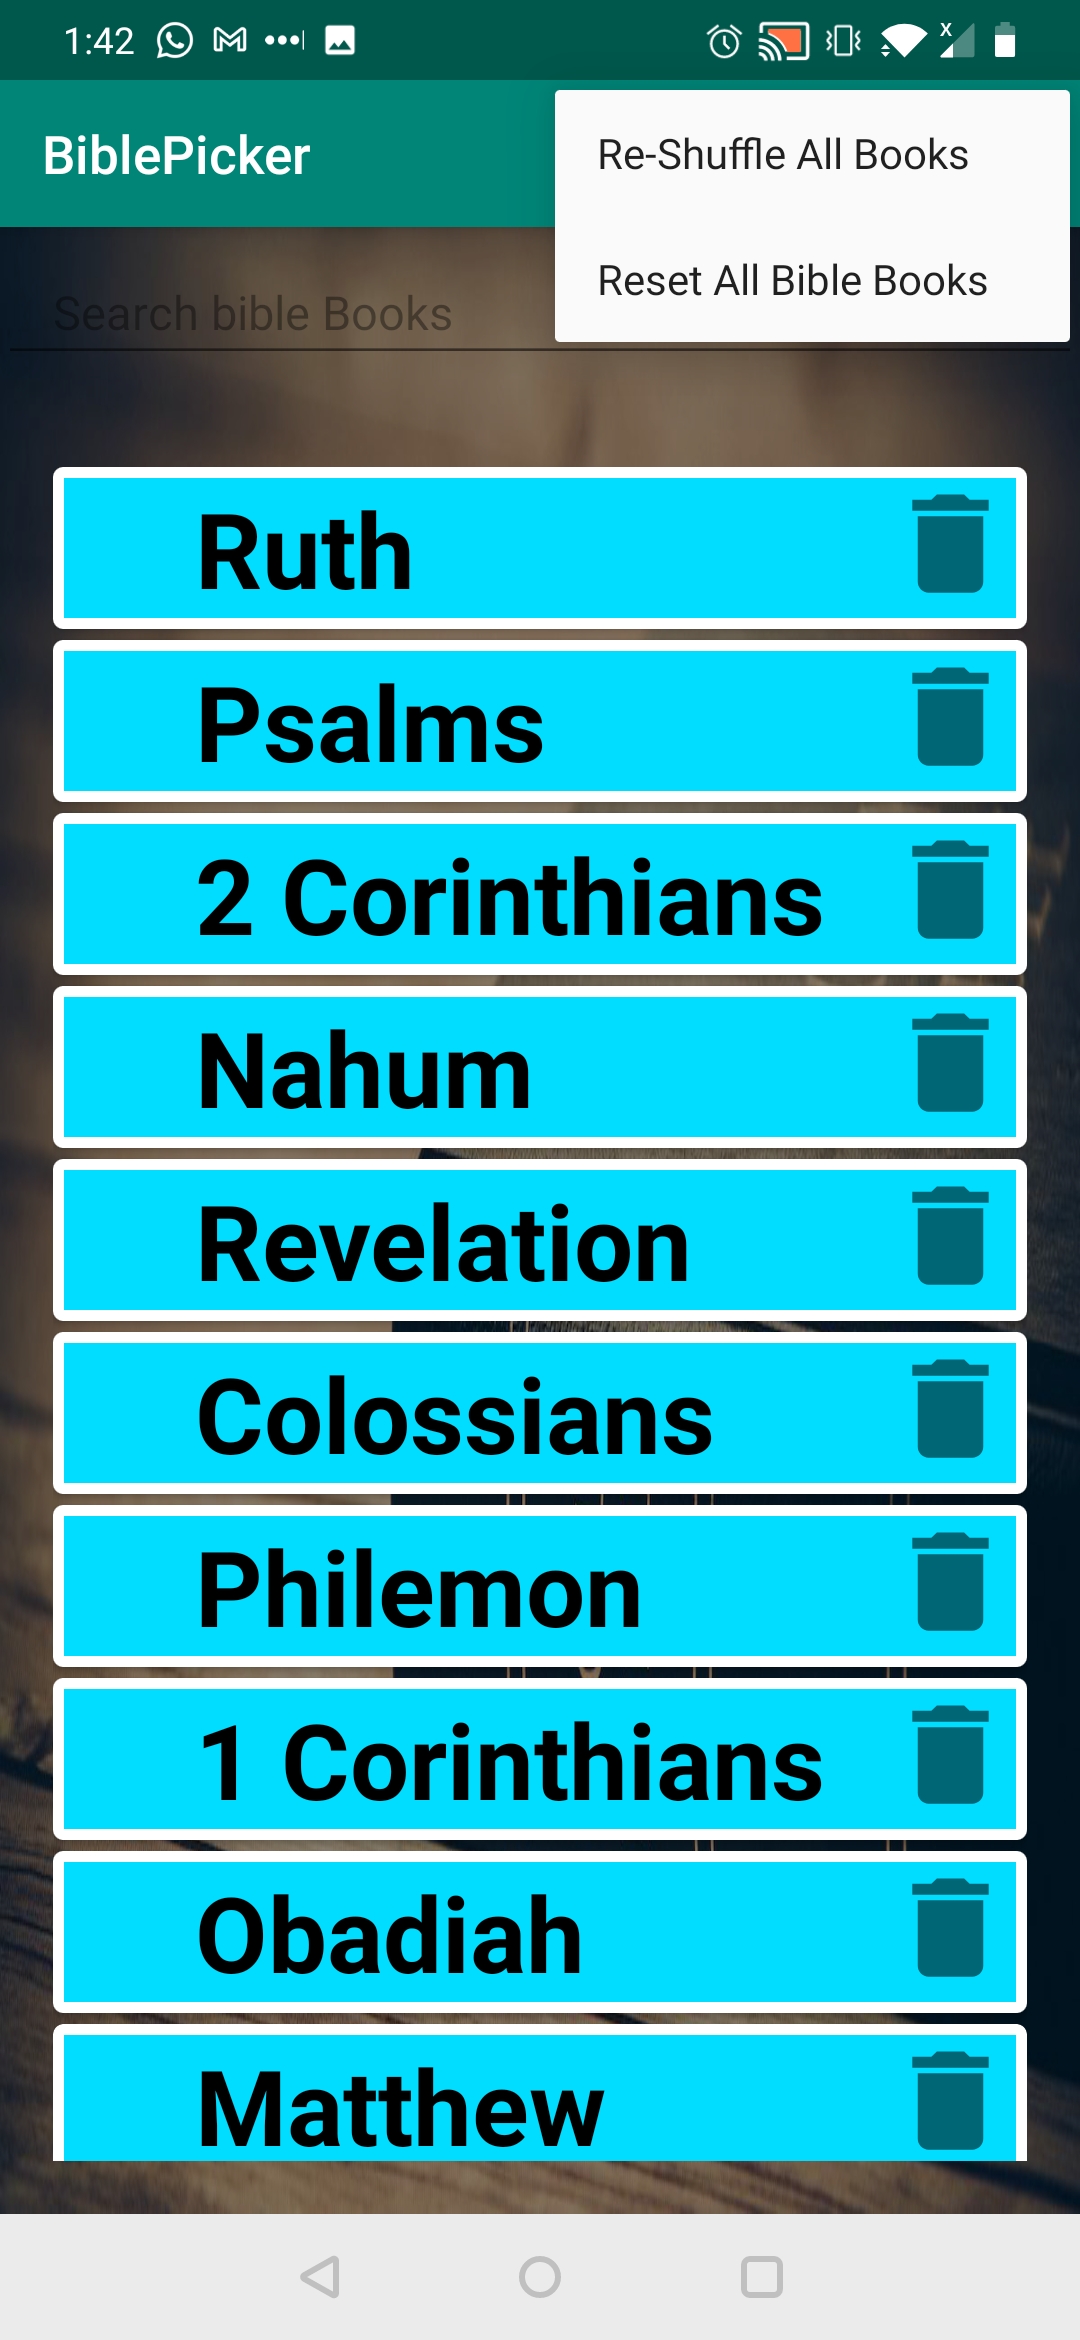 1:42
BiblePicker
Re-Shuffle All Books
Reset All Bible Books
Search bible Books
Ruth
Psalms
2 Corinthians
Nahum
Revelation
Colossians
Philemon
1 Corinthians
Obadiah
Matthew